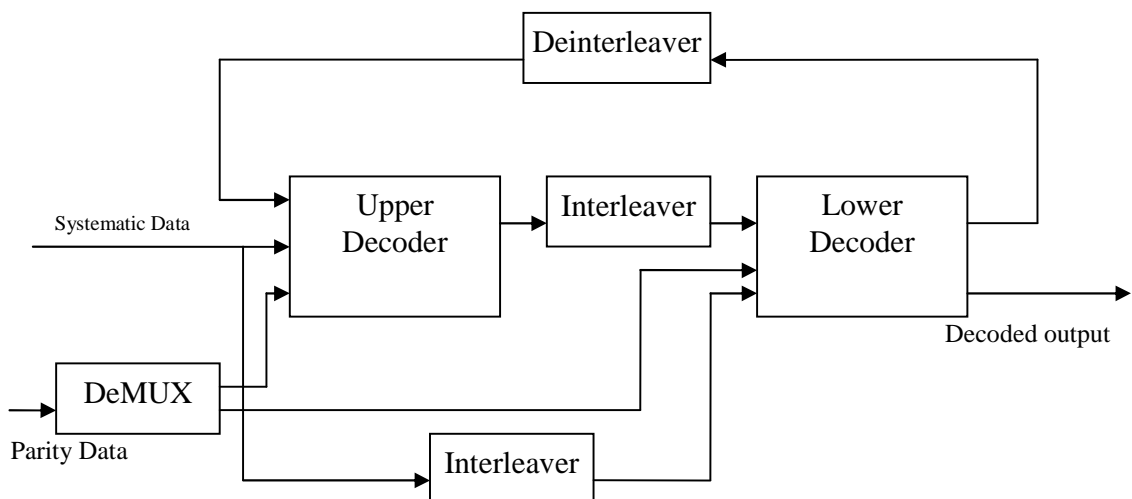 Deinterleaver
Upper
Decoder
Interleaver
Lower
Decoder
Systematic Data
Decoded output
DeMUX
Parity Data
Interleaver